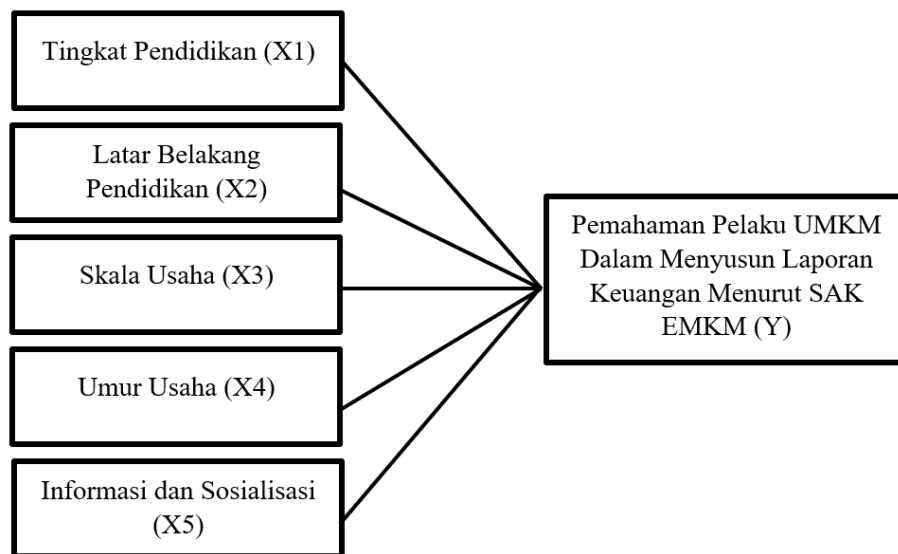 Tingkat Pendidikan (X1)
Latar Belakang
Pendidikan (X2)
Skala Usaha (X3)
Umur Usaha (X4)
Informasi dan Sosialisasi
(X5)
Pemahaman Pelaku UMKM
Dalam Menyusun Laporan
Keuangan Menurut SAK
EMKM (Y)